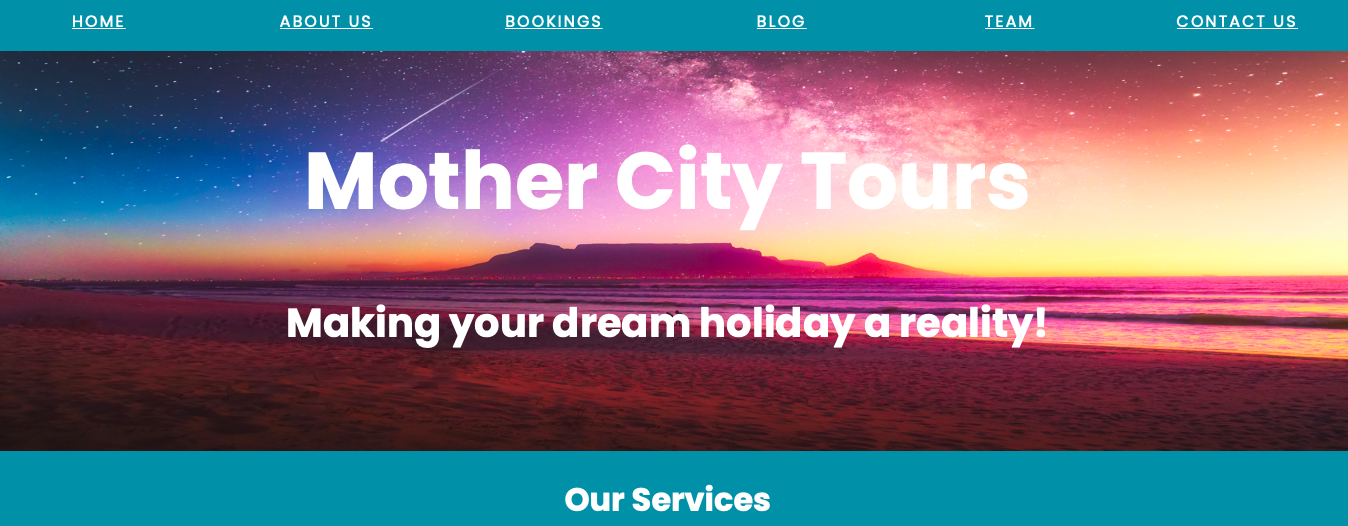 HOME ABOUT US BOOKINGS BLOG TEAM CONTACT US
Mother City Tours
Making your dream holiday a reality!
Our Services